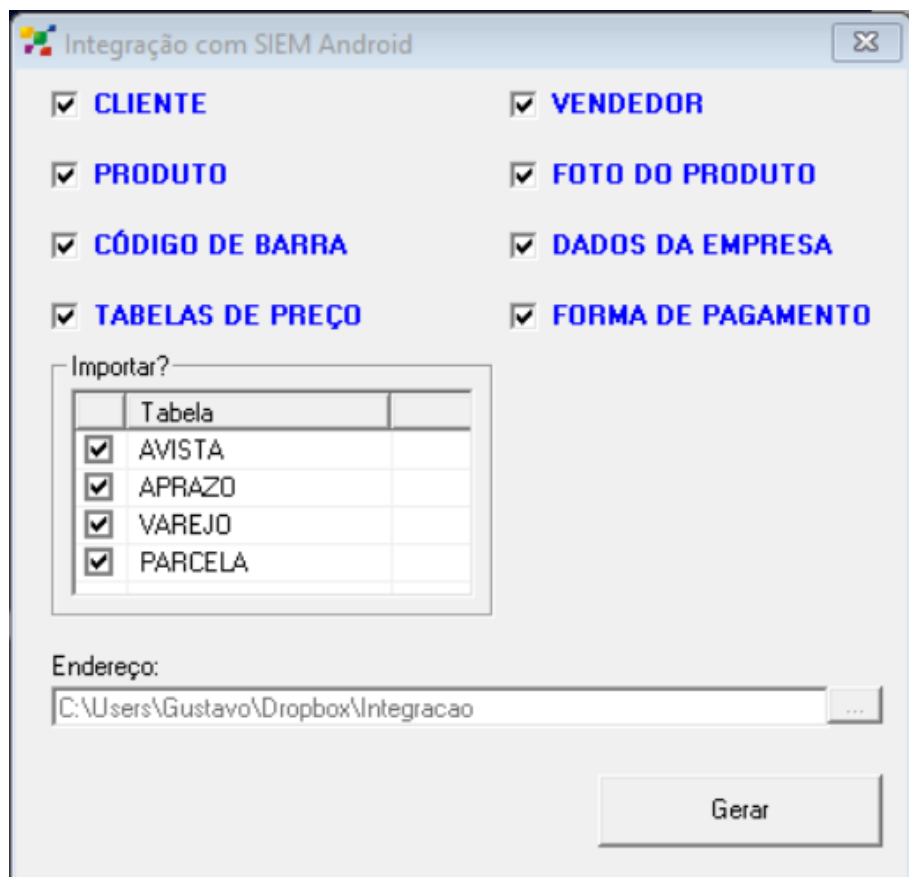 Integração com SIEM Android
CLIENTE
VENDEDOR
PRODUTO
FOTO DO PRODUTO
CÓDIGO DE BARRA
DADOS DA EMPRESA
TABELAS DE PREÇO
FORMA DE PAGAMENTO
Importar?
Tabela
AVISTA
APRAZO
VAREJO
PARCELA
Endereço:
C:\Users\Gustavo\Dropbox\Integracao
...
Gerar